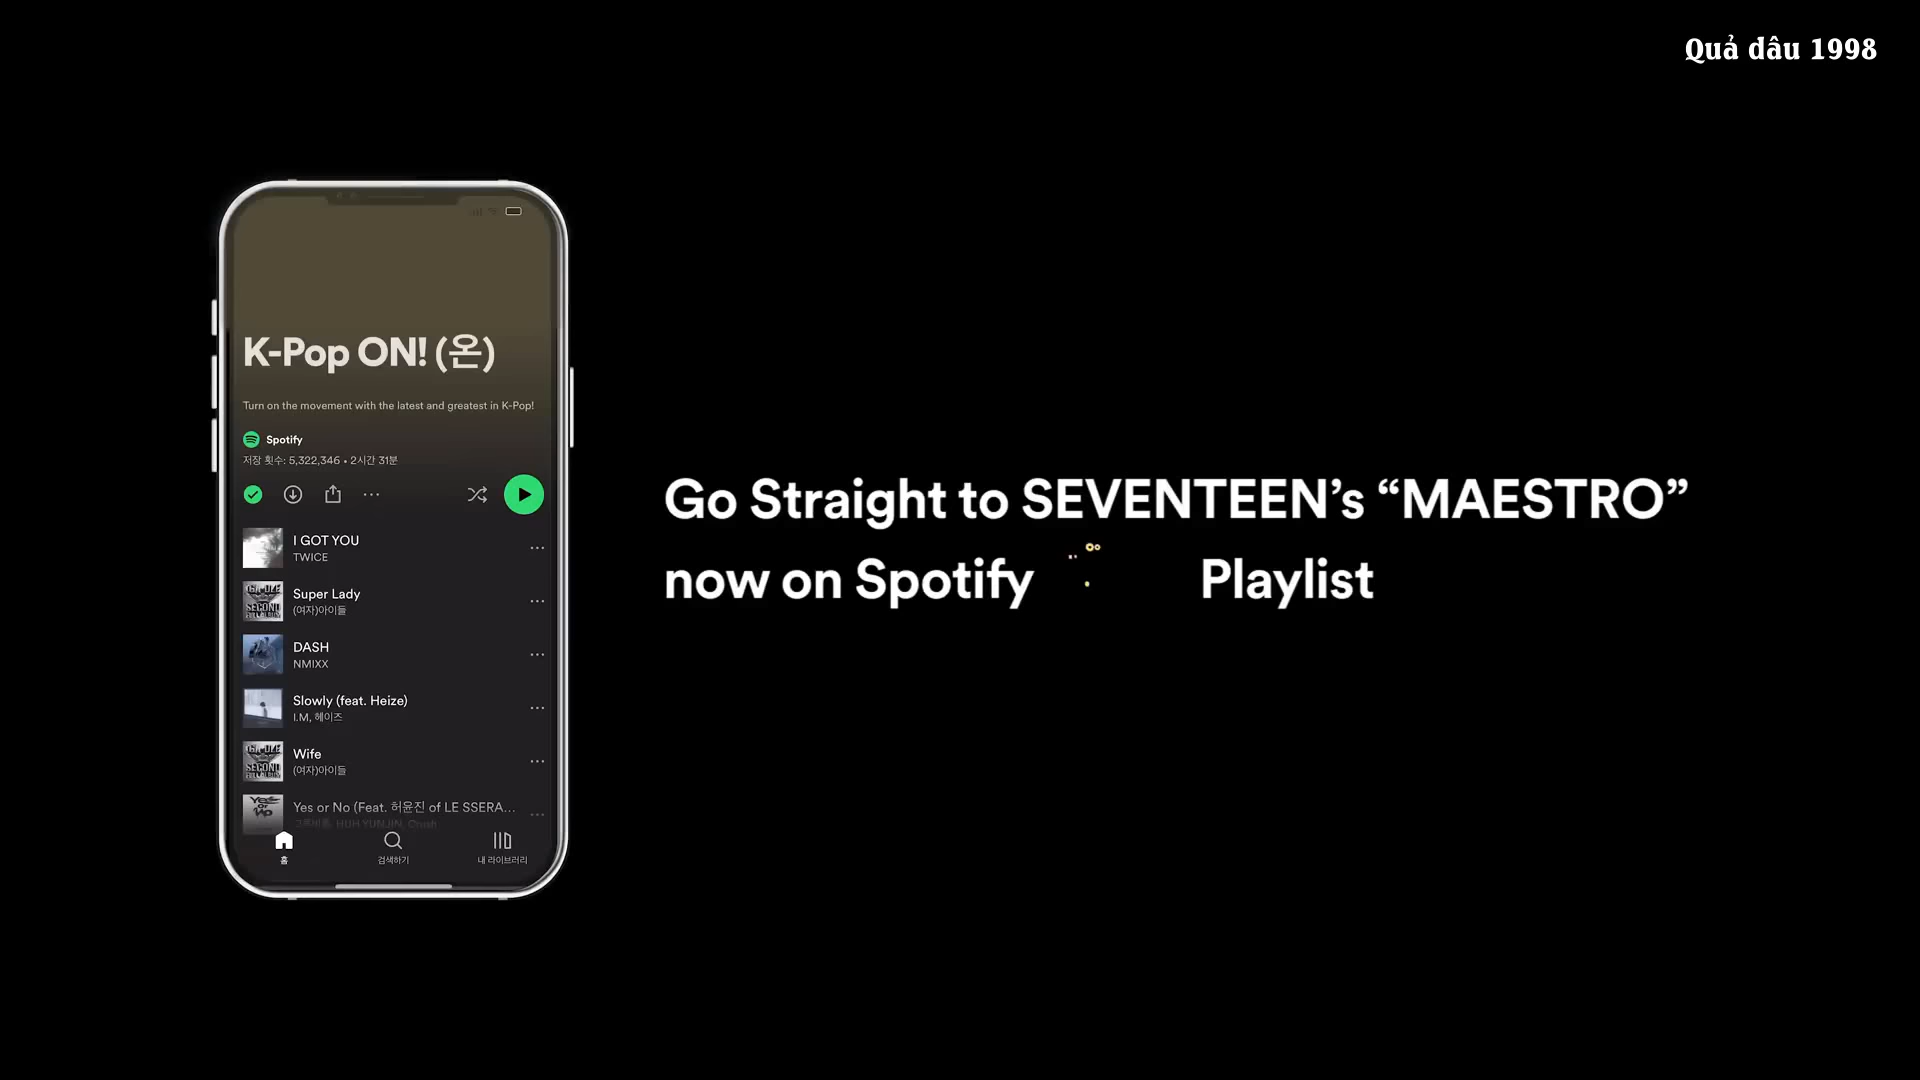 Quả dâu 1998
K-Pop ON! (온)
Turn on the movement with the latest and greatest in K-Pop!
Spotify
저장 횟수: 5,322,346 • 2시간 31분
I GOT YOU
TWICE
Super Lady
(여자)아이들
DASH
NMIXX
Slowly (feat. Heize)
I.M, 헤이즈
Wife
(여자)아이들
Yes or No (Feat. 허윤진 of LE SSERA...
HUH YUNJIN, Crush
홈
검색하기
내 라이브러리
Go Straight to SEVENTEEN’s “MAESTRO”
now on Spotify Playlist